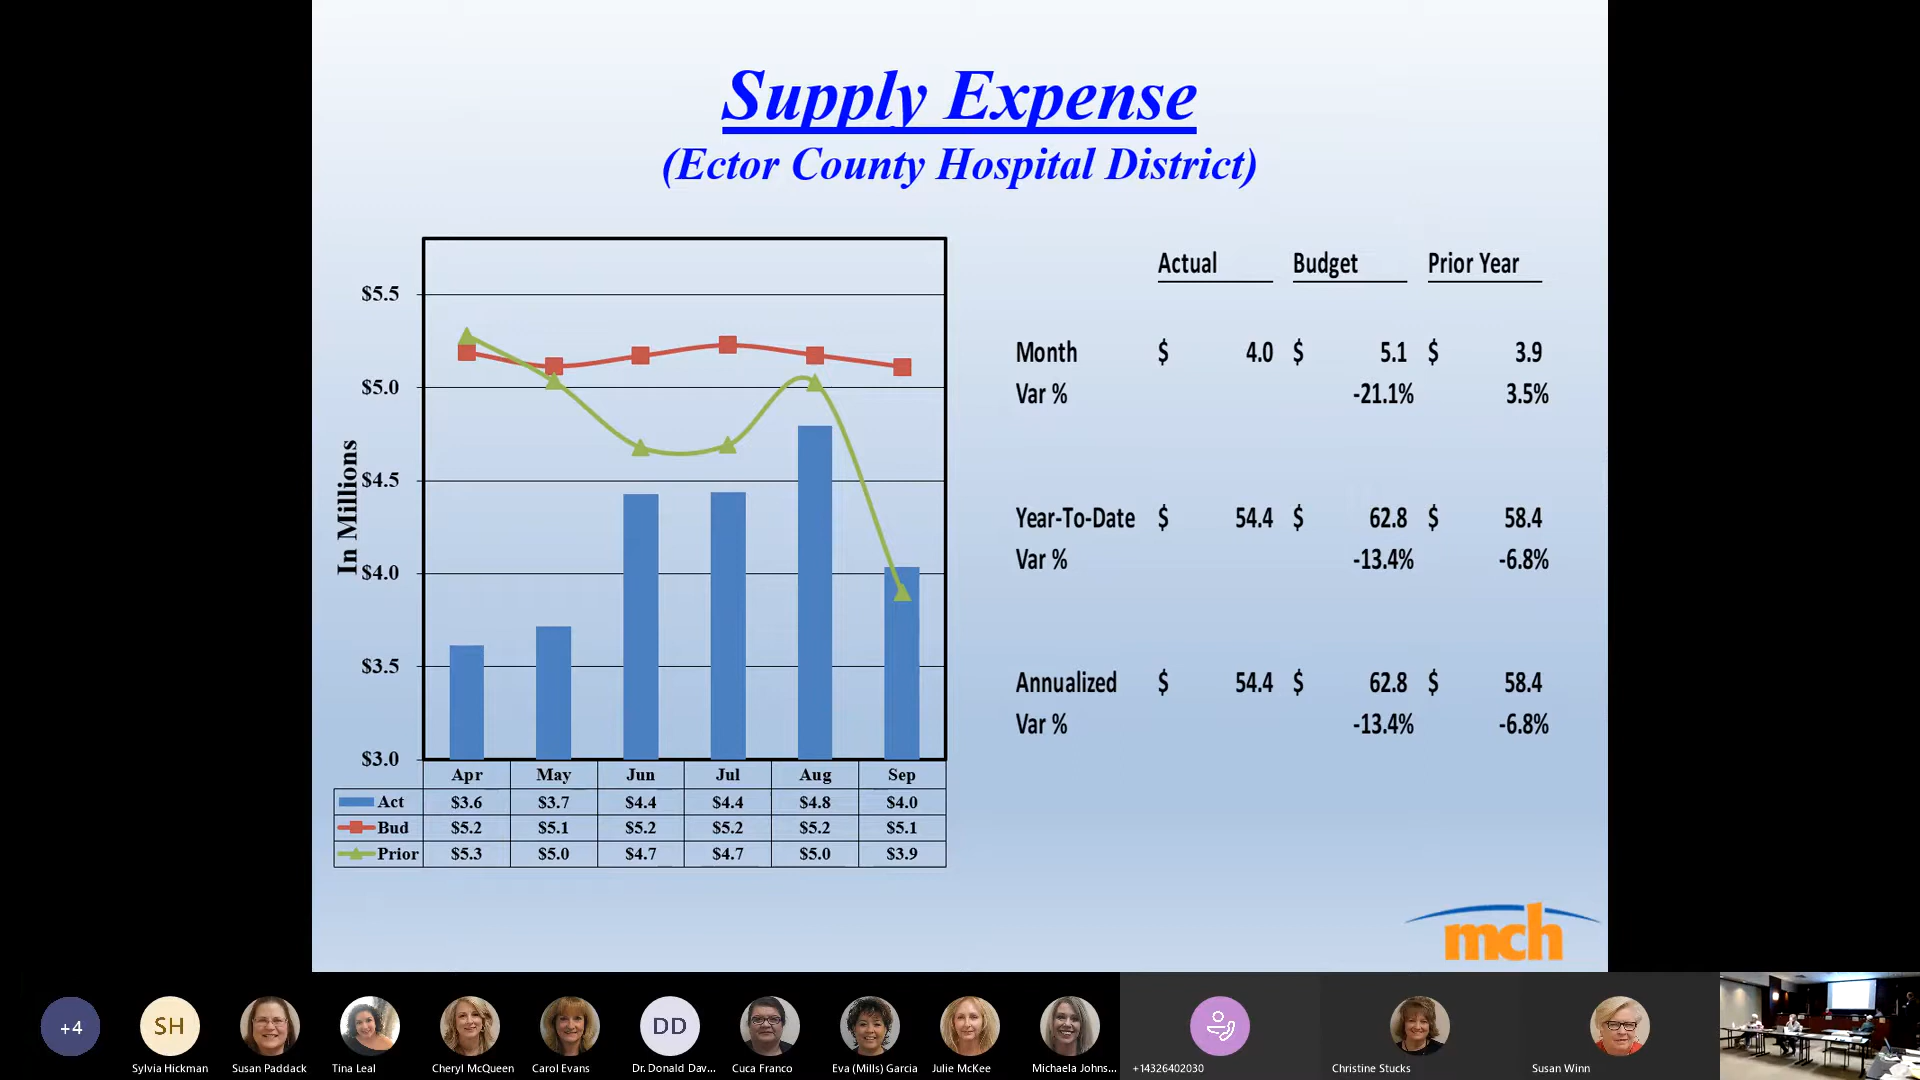 Supply Expense
(Ector County Hospital District)
In Millions
$5.5
$5.0
$4.5
$4.0
$3.5
$3.0
Apr May Jun Jul Aug Sep
Act $3.6 $3.7 $4.4 $4.4 $4.8 $4.0
Bud $5.2 $5.1 $5.2 $5.2 $5.2 $5.1
Prior $5.3 $5.0 $4.7 $4.7 $5.0 $3.9
Actual Budget Prior Year
Month $ 4.0 $ 5.1 $ 3.9
Var % -21.1% 3.5%
Year-To-Date $ 54.4 $ 62.8 $ 58.4
Var % -13.4% -6.8%
Annualized $ 54.4 $ 62.8 $ 58.4
Var % -13.4% -6.8%
mch
+4 SH DD
Sylvia Hickman Susan Paddock Tina Leal Cheryl McQueen Carol Evans Dr. Donald Dav... Cuca Franco Eva (Mills) Garcia Julie McKee Michaela Johns... +14326402030 Christine Stucks Susan Winn